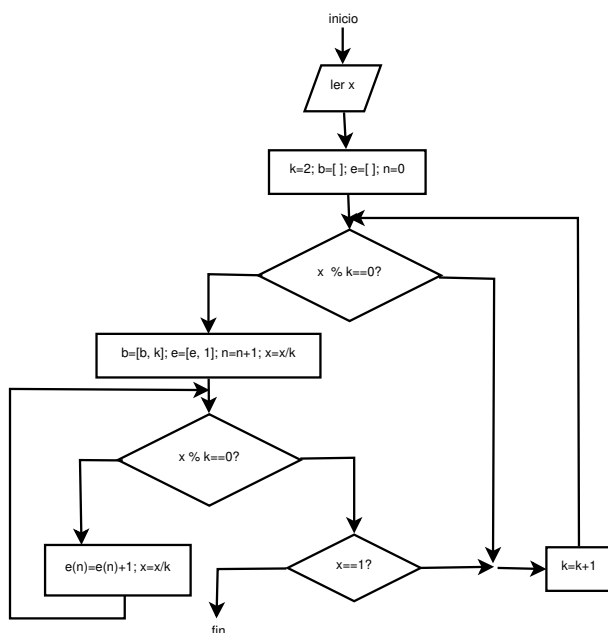 inicio
ler x
k=2; b=[ ]; e=[ ]; n=0
x % k==0?
b=[b, k]; e=[e, 1]; n=n+1; x=x/k
x % k==0?
e(n)=e(n)+1; x=x/k
x==1?
k=k+1
fin